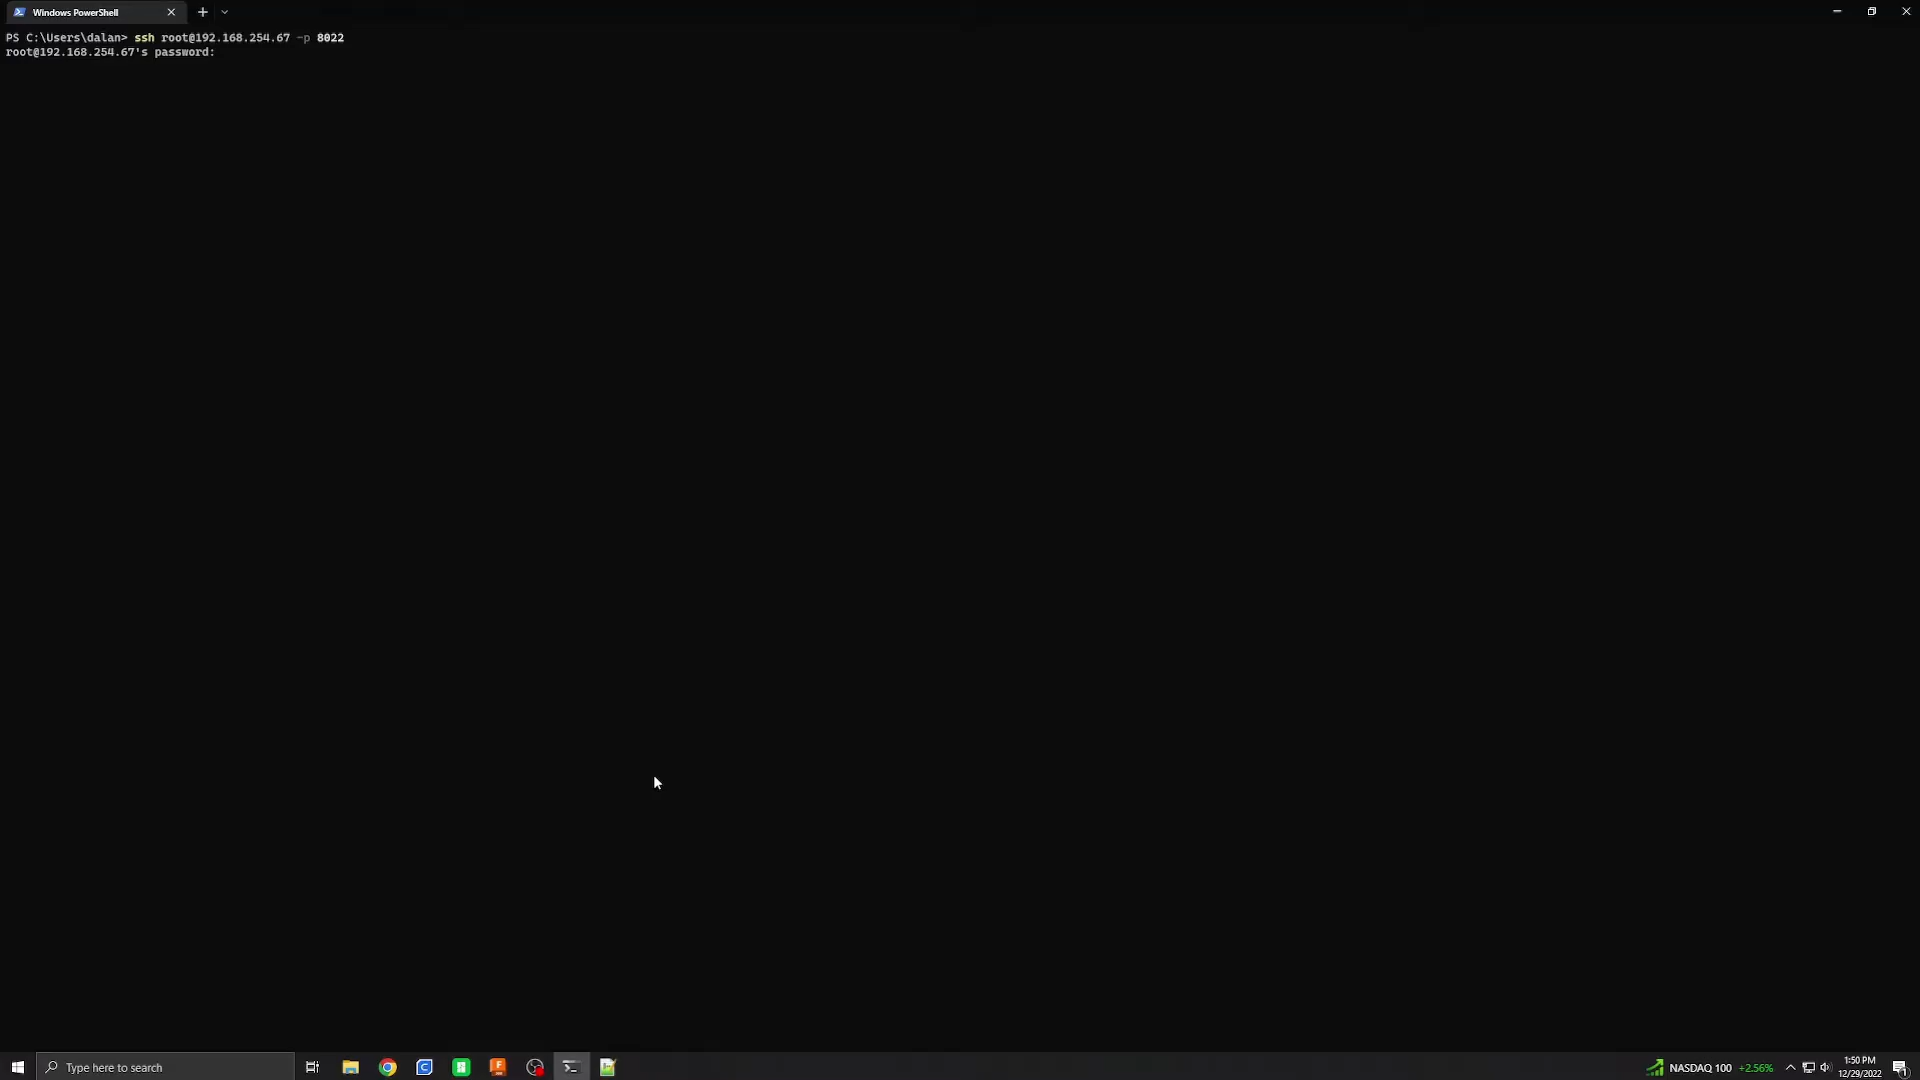 Windows PowerShell
PS C:\Users\dalan> ssh root@192.168.254.67 -p 8022
root@192.168.254.67's password:
Type here to search
NASDAQ 100 +2.56%
1:50 PM
12/29/2022